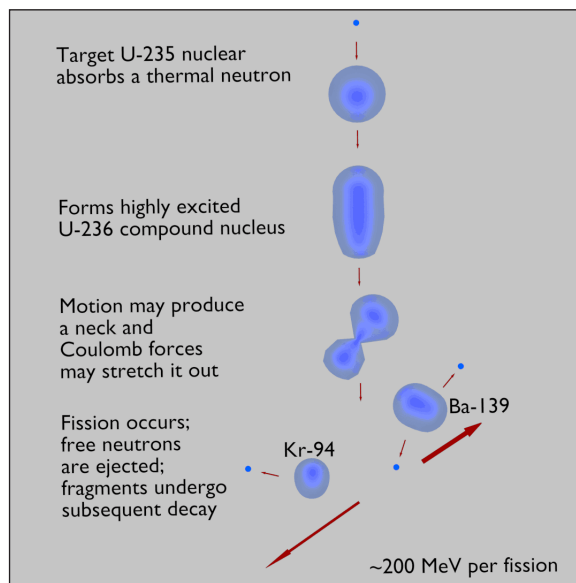 Target U-235 nuclear
absorbs a thermal neutron
Forms highly excited
U-236 compound nucleus
Motion may produce
a neck and
Coulomb forces
may stretch it out
Ba-139
Fission occurs;
free neutrons
are ejected;
fragments undergo
subsequent decay
Kr-94
~200 MeV per fission